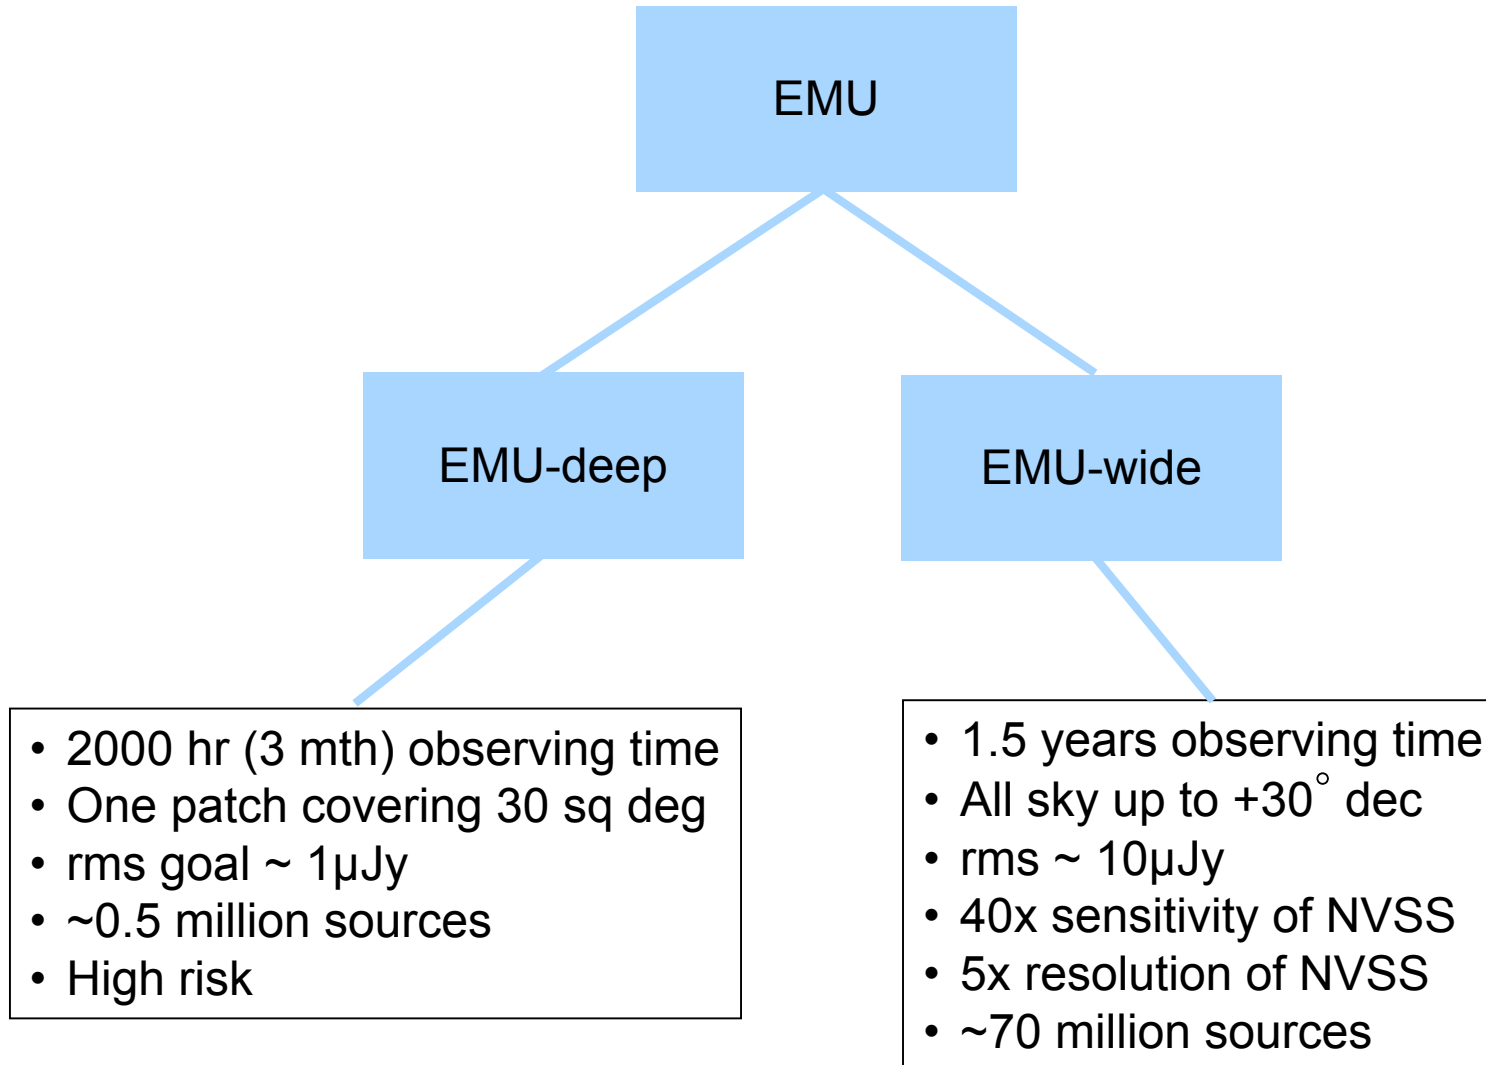 EMU
EMU-deep
EMU-wide
• 2000 hr (3 mth) observing time
• One patch covering 30 sq deg
• rms goal ~ 1µJy
• ~0.5 million sources
• High risk
• 1.5 years observing time
• All sky up to +30° dec
• rms ~ 10µJy
• 40x sensitivity of NVSS
• 5x resolution of NVSS
• ~70 million sources